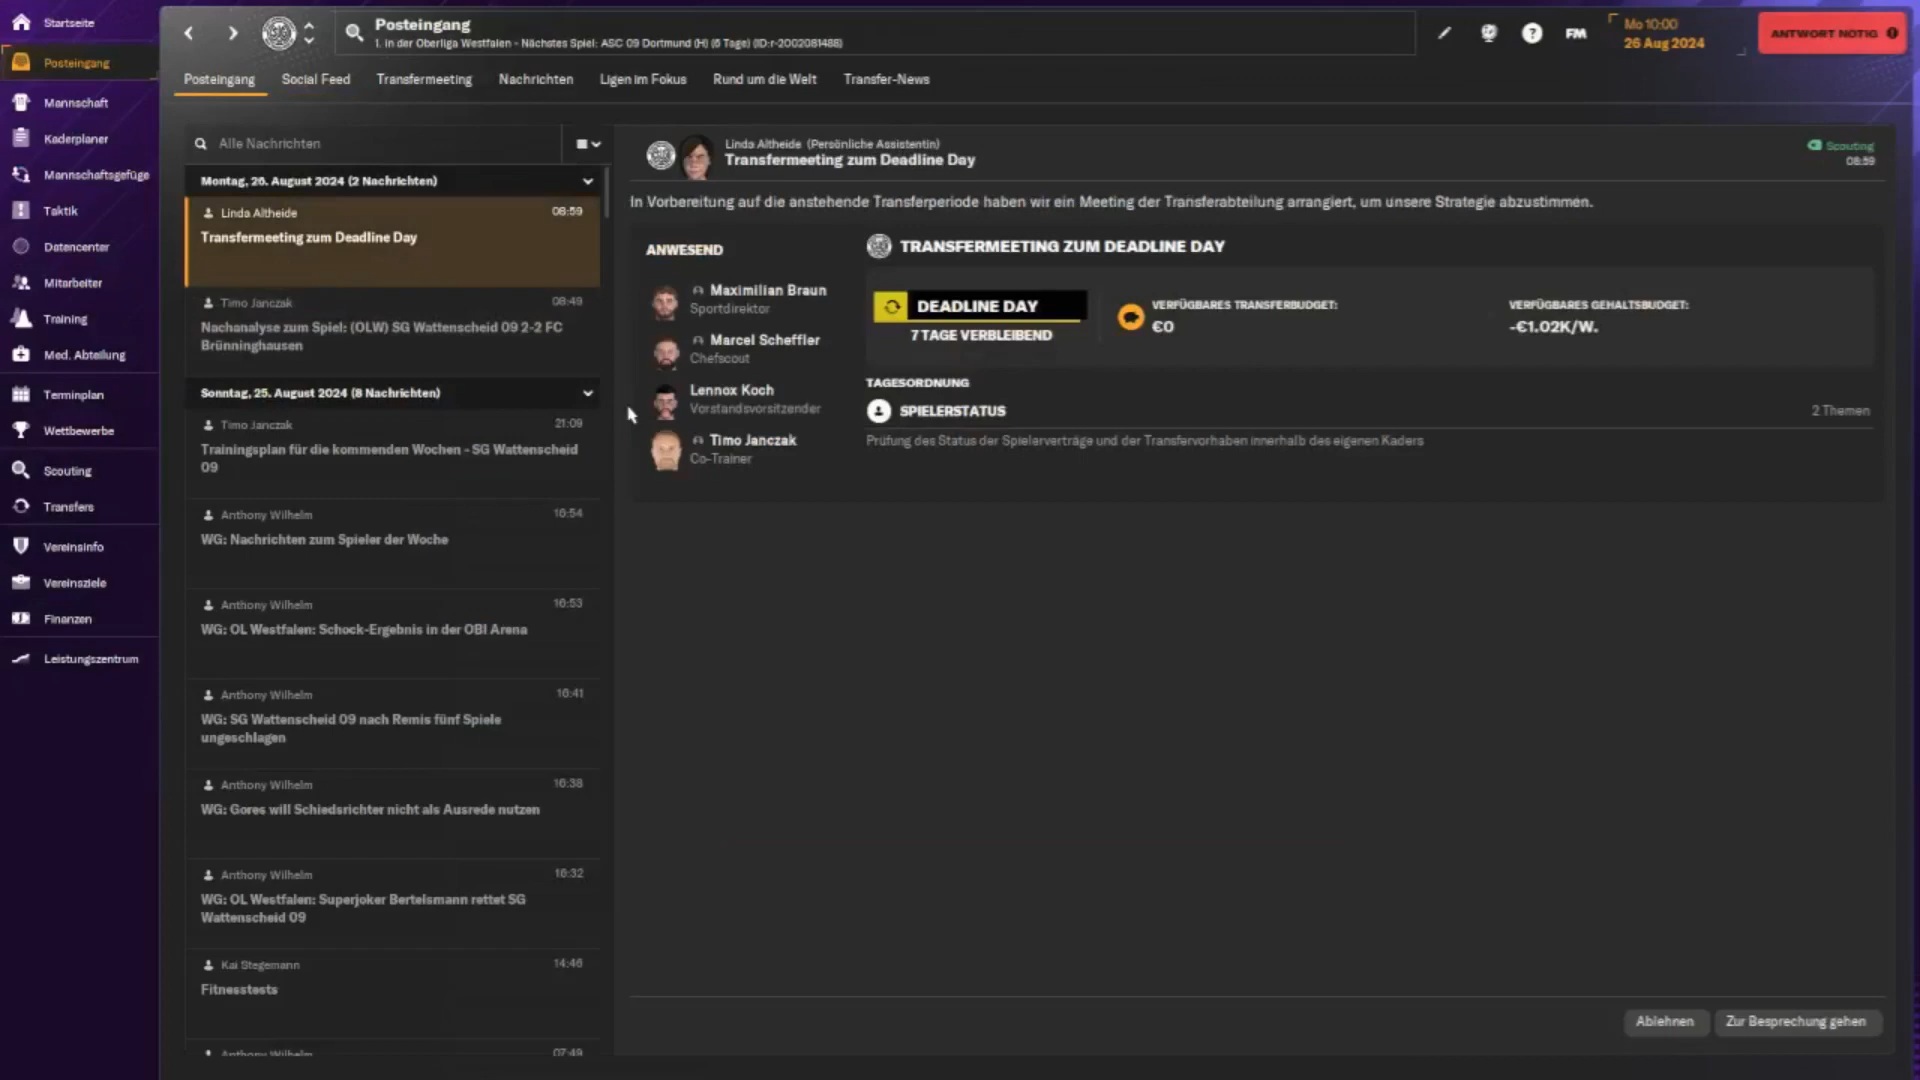 Startseite
Posteingang
Mannschaft
Kaderplaner
Mannschaftsgefüge
Taktik
Datencenter
Mitarbeiter
Training
Med. Abteilung
Terminplan
Wettbewerbe
Scouting
Transfers
Vereinsinfo
Vereinsziele
Finanzen
Leistungszentrum
Posteingang
1. in der Oberliga Westfalen - Nächstes Spiel: ASC 09 Dortmund (H) (6 Tage) (ID:r-2002081488)
FM
Mo 10:00
26 Aug 2024
ANTWORT NÖTIG
Posteingang Social Feed Transfermeeting Nachrichten Ligen im Fokus Rund um die Welt Transfer-News
Alle Nachrichten
Montag, 26. August 2024 (2 Nachrichten)
Linda Altheide 08:59
Transfermeeting zum Deadline Day
Timo Janczak 08:49
Nachanalyse zum Spiel: (OLW) SG Wattenscheid 09 2-2 FC
Brünninghausen
Sonntag, 25. August 2024 (8 Nachrichten)
Timo Janczak 21:09
Trainingsplan für die kommenden Wochen - SG Wattenscheid
09
Anthony Wilhelm 16:54
WG: Nachrichten zum Spieler der Woche
Anthony Wilhelm 16:53
WG: OL Westfalen: Schock-Ergebnis in der OBI Arena
Anthony Wilhelm 16:41
WG: SG Wattenscheid 09 nach Remis fünf Spiele
ungeschlagen
Anthony Wilhelm 16:38
WG: Gores will Schiedsrichter nicht als Ausrede nutzen
Anthony Wilhelm 16:32
WG: OL Westfalen: Superjoker Bertelsmann rettet SG
Wattenscheid 09
Kai Stegemann 14:46
Fitnesstests
Anthony Wilhelm 07:49
Linda Altheide (Persönliche Assistentin)
Transfermeeting zum Deadline Day
Scouting
08:59
In Vorbereitung auf die anstehende Transferperiode haben wir ein Meeting der Transferabteilung arrangiert, um unsere Strategie abzustimmen.
ANWESEND
Maximilian Braun
Sportdirektor
Marcel Scheffler
Chefscout
Lennox Koch
Vorstandsvorsitzender
Timo Janczak
Co-Trainer
TRANSFERMEETING ZUM DEADLINE DAY
DEADLINE DAY
7 TAGE VERBLEIBEND
VERFÜGBARES TRANSFERBUDGET:
€0
VERFÜGBARES GEHALTSBUDGET:
-€1.02K/W.
TAGESORDNUNG
SPIELERSTATUS 2 Themen
Prüfung des Status der Spielerverträge und der Transfervorhaben innerhalb des eigenen Kaders
Ablehnen Zur Besprechung gehen